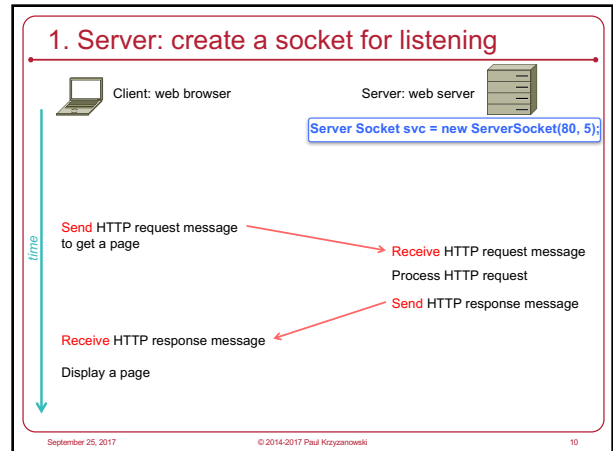 1. Server: create a socket for listening
Client: web browser
Server: web server
Server Socket svc = new ServerSocket(80, 5);
time
Send HTTP request message
to get a page
Receive HTTP request message
Process HTTP request
Send HTTP response message
Receive HTTP response message
Display a page
September 25, 2017
© 2014-2017 Paul Krzyzanowski
10